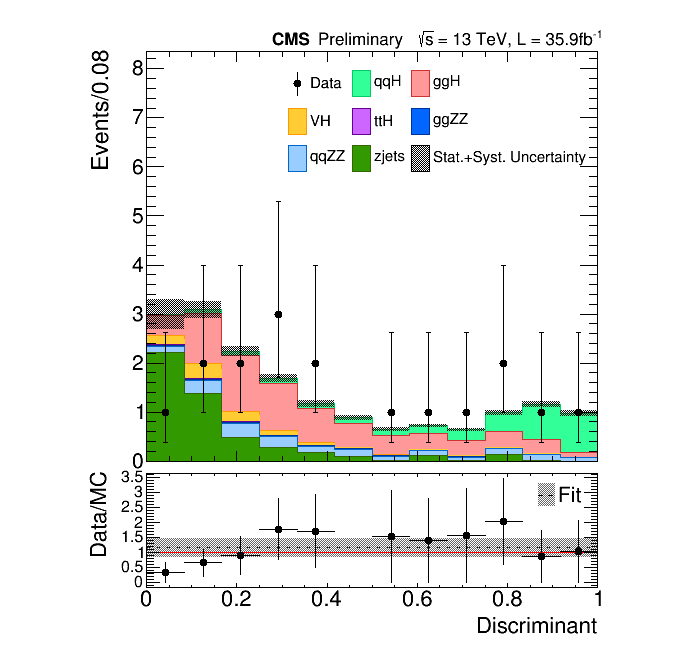 CMS Preliminary √s = 13 TeV, L = 35.9fb⁻¹
Events/0.08
8
7
6
5
4
3
2
1
0
Data qqH ggH
VH ttH ggZZ
qqZZ zjets Stat.+Syst. Uncertainty
Data/MC
3.5
3
2.5
2
1.5
1
0.5
0
Fit
0 0.2 0.4 0.6 0.8 1
Discriminant